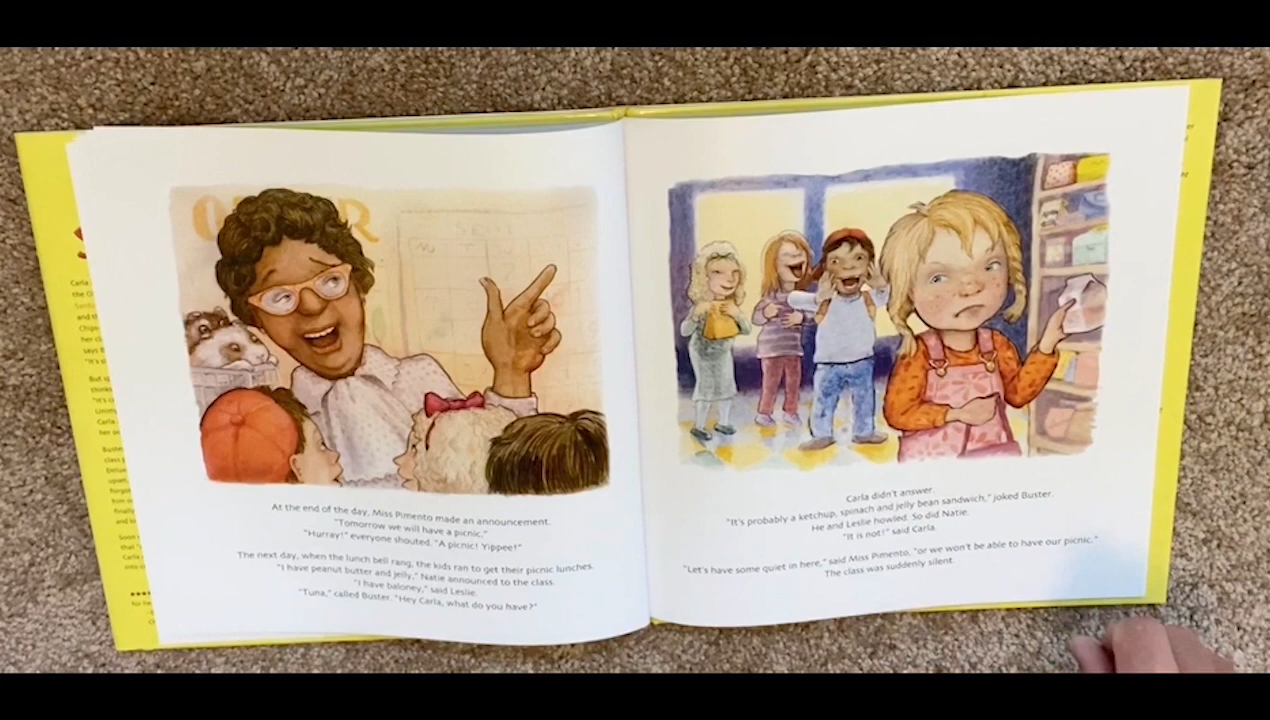 At the end of the day, Miss Pimento made an announcement.
"Tomorrow we will have a picnic."
"Hurray!" everyone shouted. "A picnic! Yippee!"
The next day, when the lunch bell rang, the kids ran to get their picnic lunches.
"I have peanut butter and jelly," Natie announced to the class.
"I have baloney," said Leslie.
"Tuna," called Buster. "Hey Carla, what do you have?"
Carla didn't answer.
"It's probably a ketchup, spinach and jelly bean sandwich," joked Buster.
He and Leslie howled. So did Natie.
"It is not!" said Carla.
"Let's have some quiet in here," said Miss Pimento, "or we won't be able to have our picnic."
The class was suddenly silent.